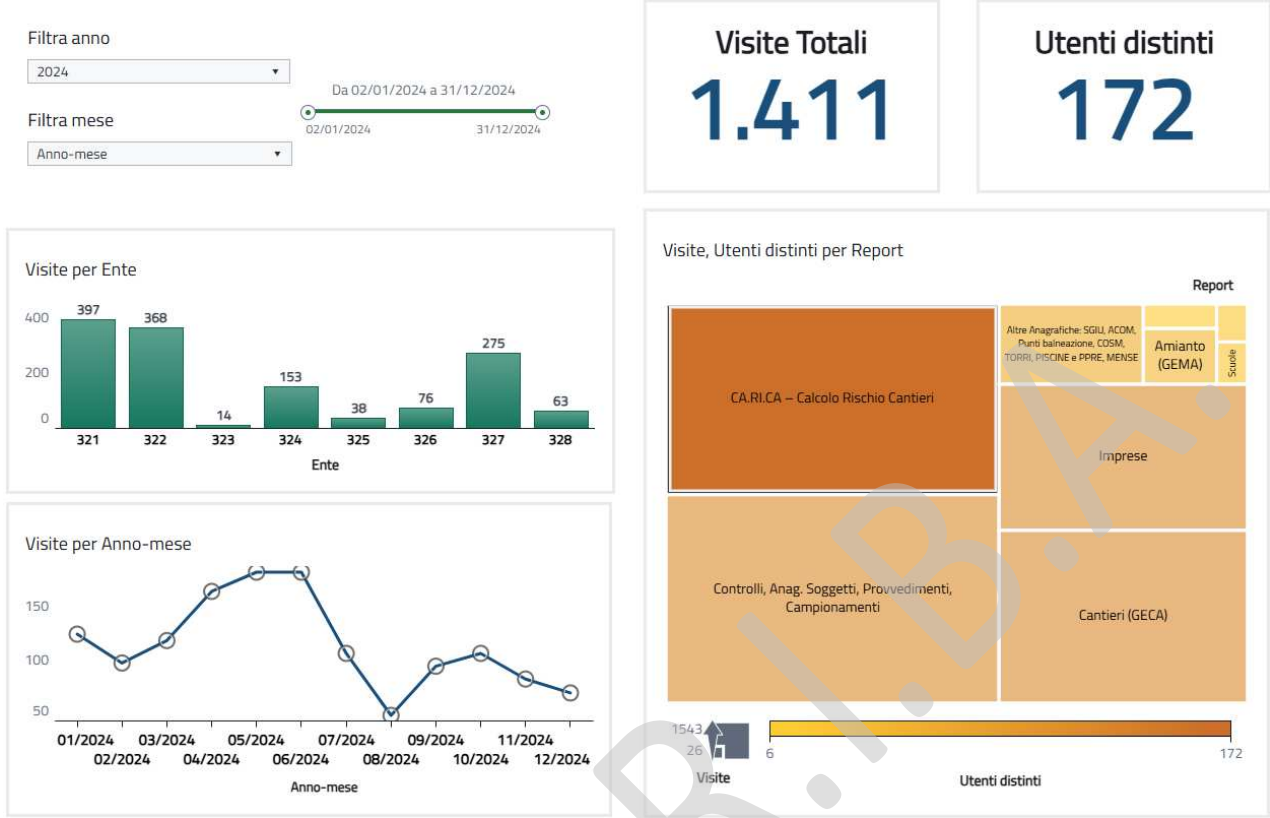 Filtra anno
2024
Da 02/01/2024 a 31/12/2024
02/01/2024 31/12/2024
Filtra mese
Anno-mese
Visite Totali
1.411
Utenti distinti
172
Visite per Ente
400
200
0
397
368
14
153
38
76
275
63
321 322 323 324 325 326 327 328
Ente
Visite per Anno-mese
150
100
50
01/2024 03/2024 05/2024 07/2024 09/2024 11/2024
02/2024 04/2024 06/2024 08/2024 10/2024 12/2024
Anno-mese
Visite, Utenti distinti per Report
Report
CA.RI.CA – Calcolo Rischio Cantieri
Altre Anagrafiche: SGIU, ACOM,
Punti balneazione, COSM,
TORRI, PISCINE e PPRE, MENSE
Amianto
(GEMA)
Scuole
Imprese
Controlli, Anag. Soggetti, Provvedimenti,
Campionamenti
Cantieri (GECA)
1543
26
Visite
6 172
Utenti distinti
R.I.B.A.